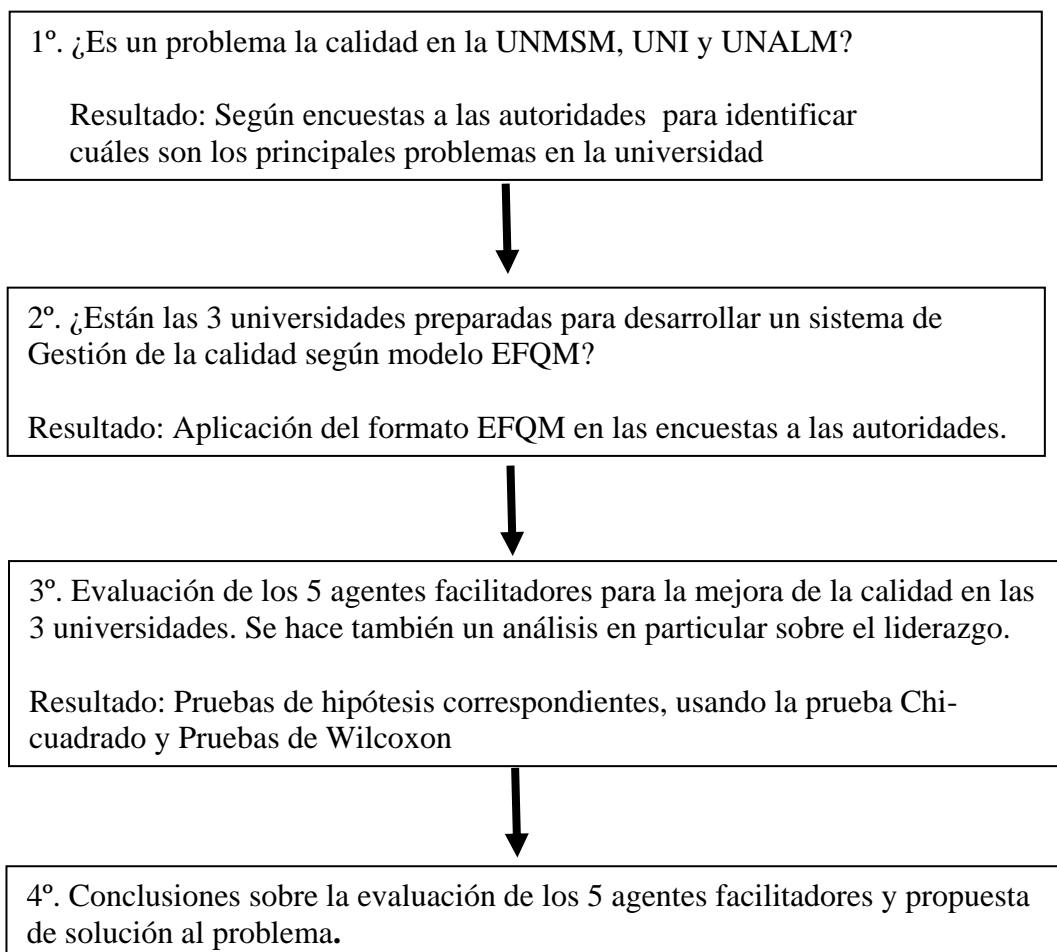 1º. ¿Es un problema la calidad en la UNMSM, UNI y UNALM?
Resultado: Según encuestas a las autoridades para identificar
cuáles son los principales problemas en la universidad
2º. ¿Están las 3 universidades preparadas para desarrollar un sistema de
Gestión de la calidad según modelo EFQM?
Resultado: Aplicación del formato EFQM en las encuestas a las autoridades.
3º. Evaluación de los 5 agentes facilitadores para la mejora de la calidad en las
3 universidades. Se hace también un análisis en particular sobre el liderazgo.
Resultado: Pruebas de hipótesis correspondientes, usando la prueba Chi-
cuadrado y Pruebas de Wilcoxon
4º. Conclusiones sobre la evaluación de los 5 agentes facilitadores y propuesta
de solución al problema.